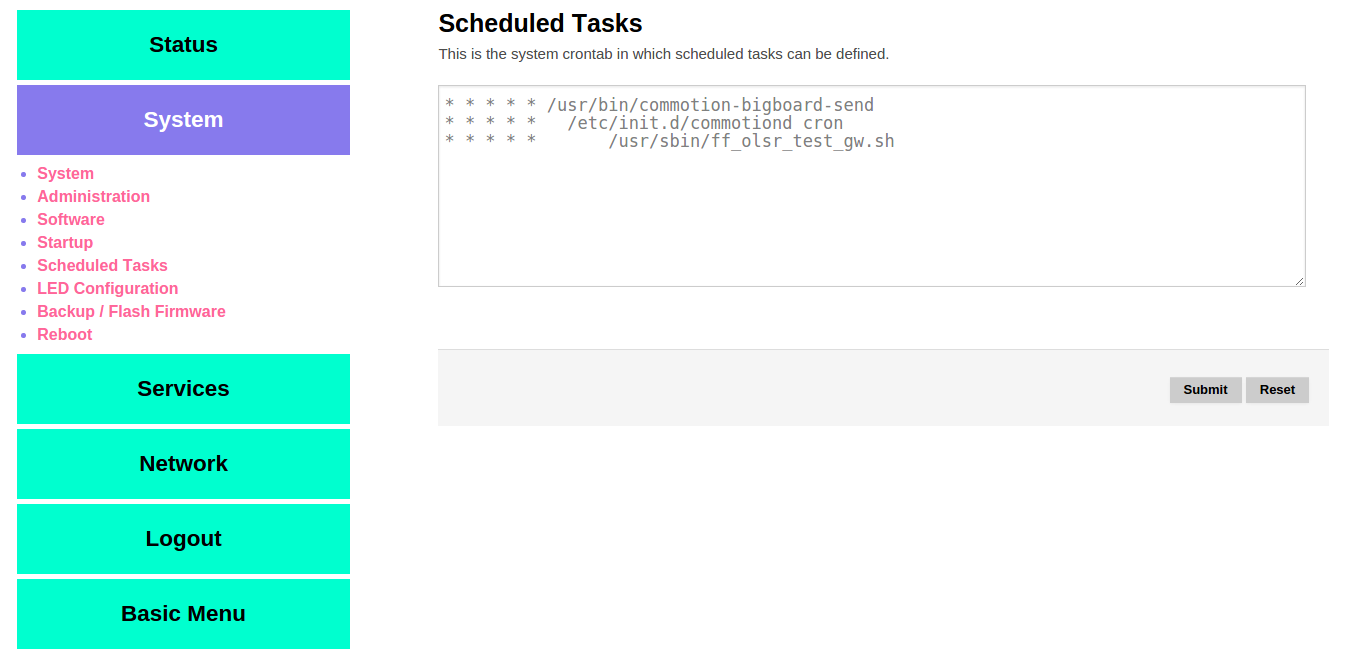 Status
System
System
Administration
Software
Startup
Scheduled Tasks
LED Configuration
Backup / Flash Firmware
Reboot
Services
Network
Logout
Basic Menu
Scheduled Tasks
This is the system crontab in which scheduled tasks can be defined.
* * * * * /usr/bin/commotion-bigboard-send
* * * * *   /etc/init.d/commotiond cron
* * * * *       /usr/sbin/ff_olsr_test_gw.sh
Submit Reset